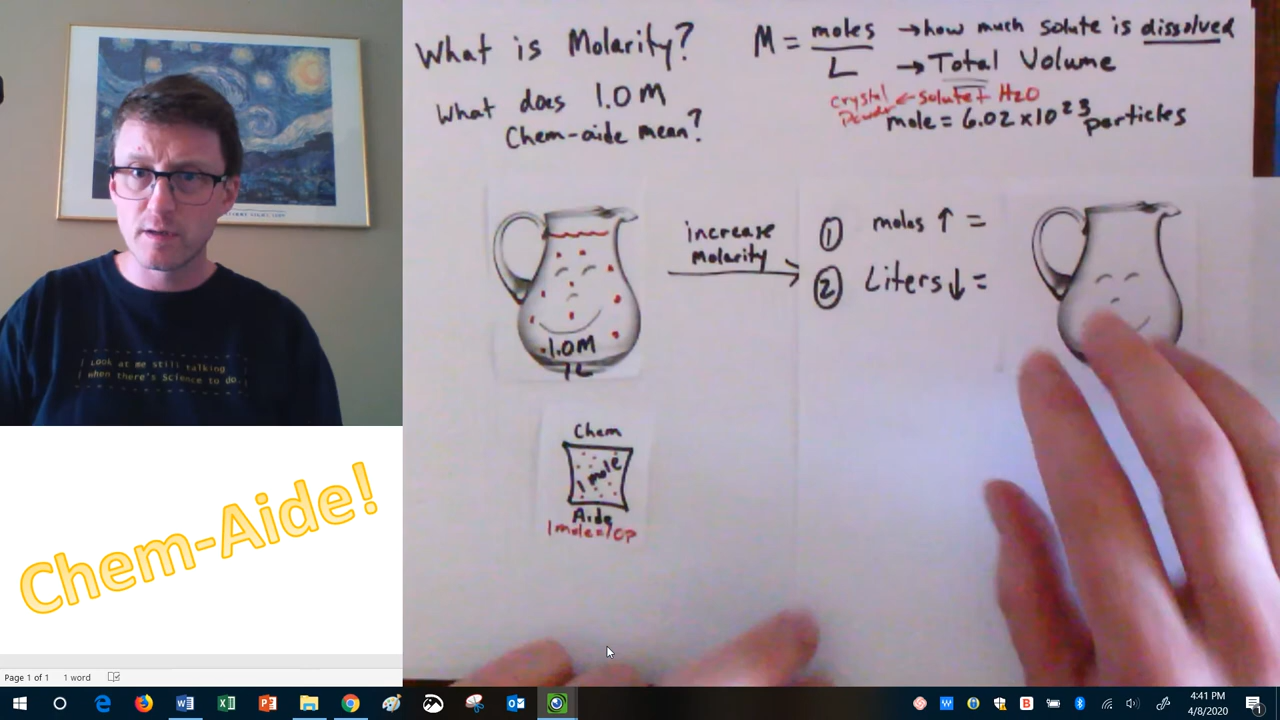 What is Molarity?
What does 1.0M
Chem-aide mean?
M = moles → how much solute is dissolved
L → Total Volume
crystal powder ← solute + H2O
mole = 6.02 x 10^23 particles
increase
molarity
① moles ↑ =
② Liters ↓ =
1.0M
1L
Chem
1 mole
Aide
1 mole = 10p
Look at me still talking
when there's Science to do.
Chem-Aide!
Page 1 of 1 1 word
4:41 PM
4/8/2020